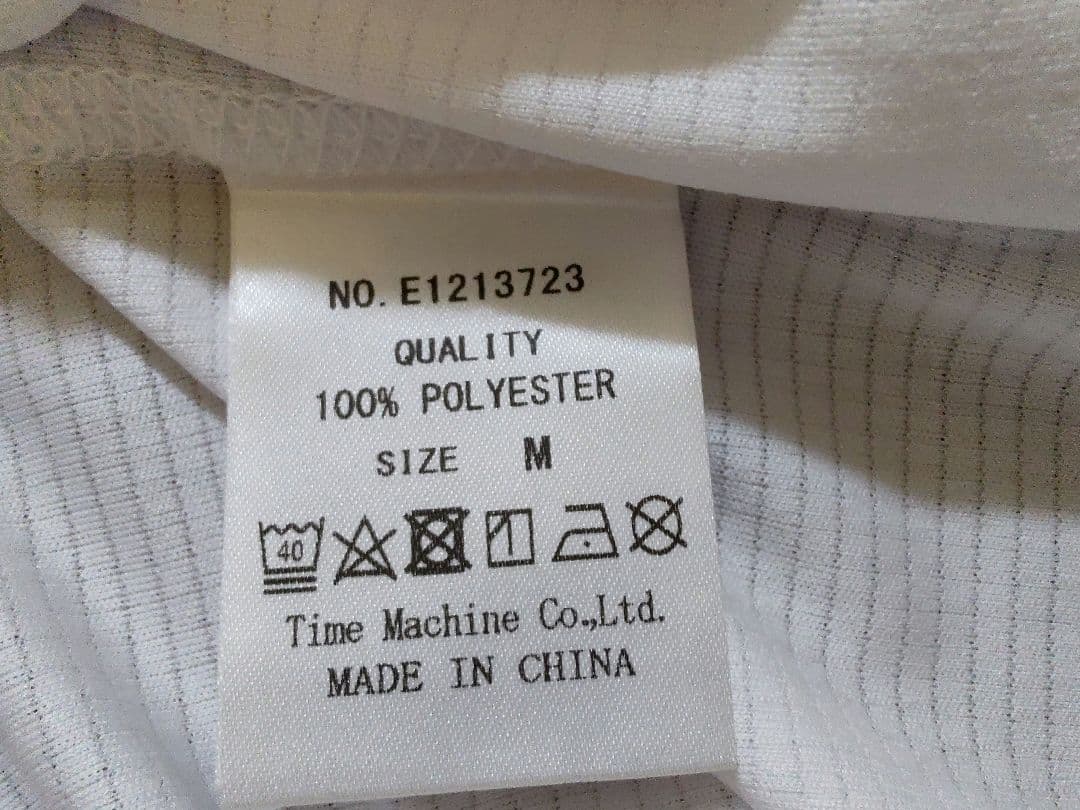 NO. E1213723
QUALITY
100% POLYESTER
SIZE M
40
Time Machine Co.,Ltd.
MADE IN CHINA